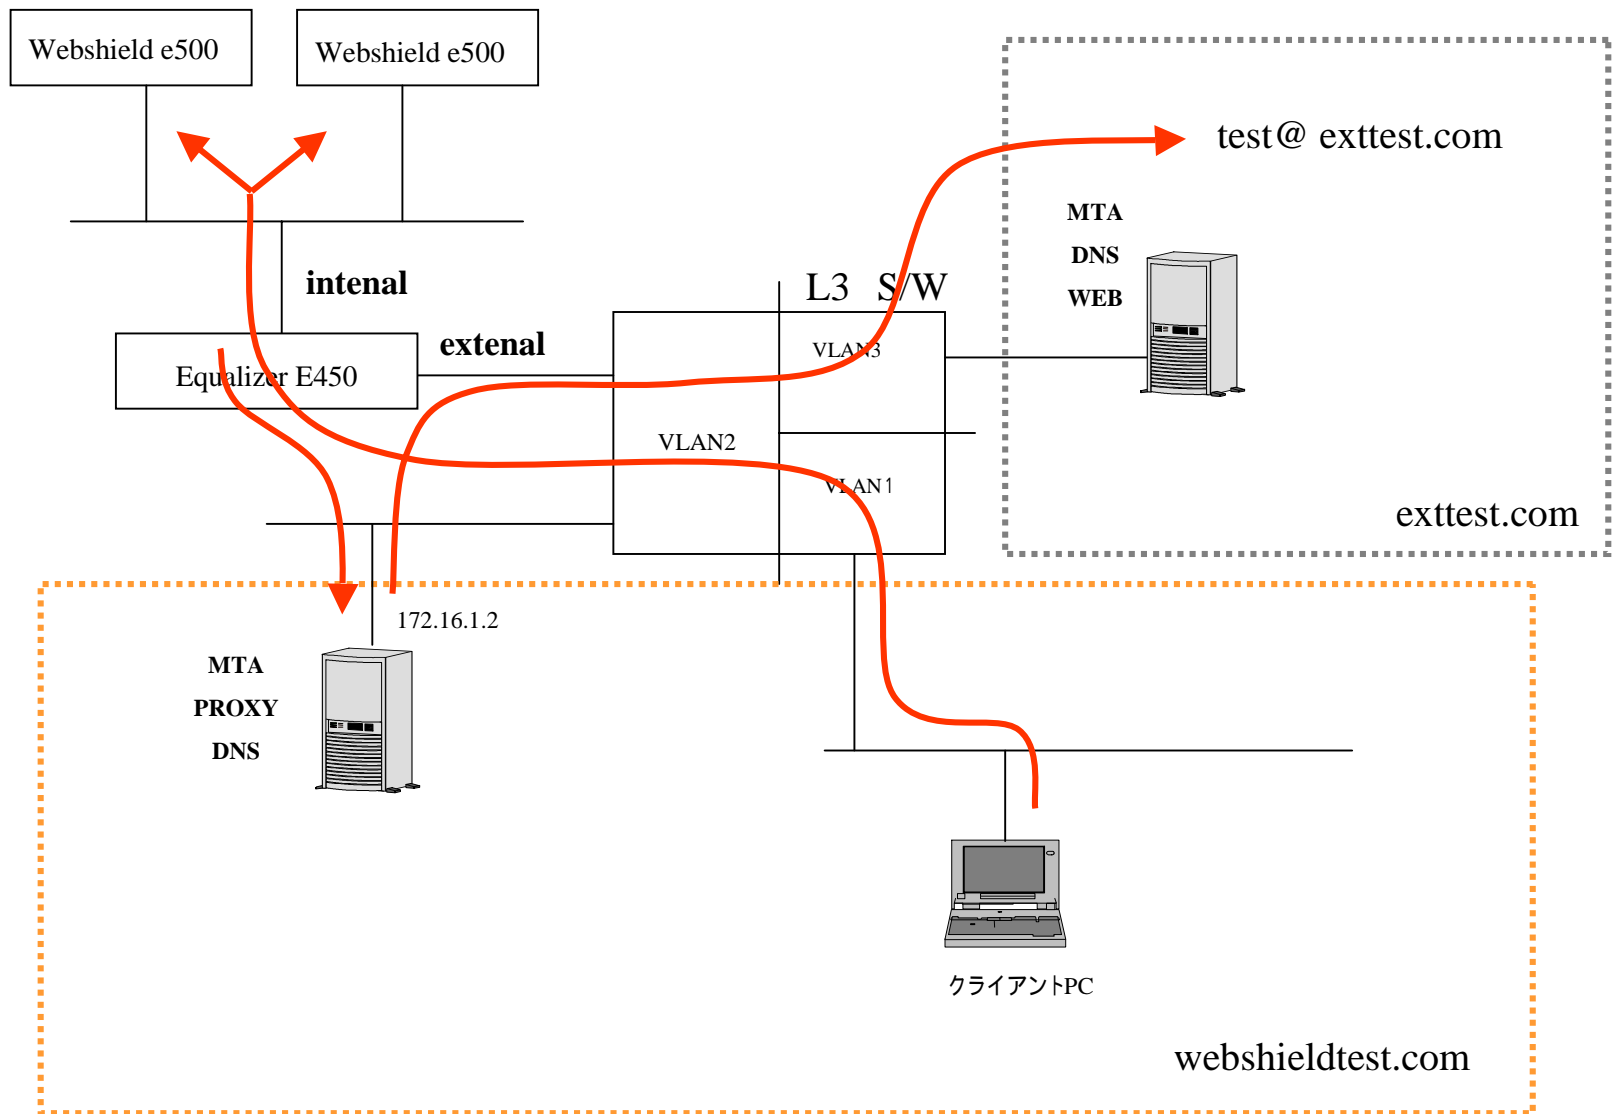 Webshield e500
Webshield e500
test@ exttest.com
MTA
DNS
WEB
intenal
L3 S/W
extenal
VLAN3
Equalizer E450
VLAN2
VLAN1
exttest.com
172.16.1.2
MTA
PROXY
DNS
クライアントPC
webshieldtest.com